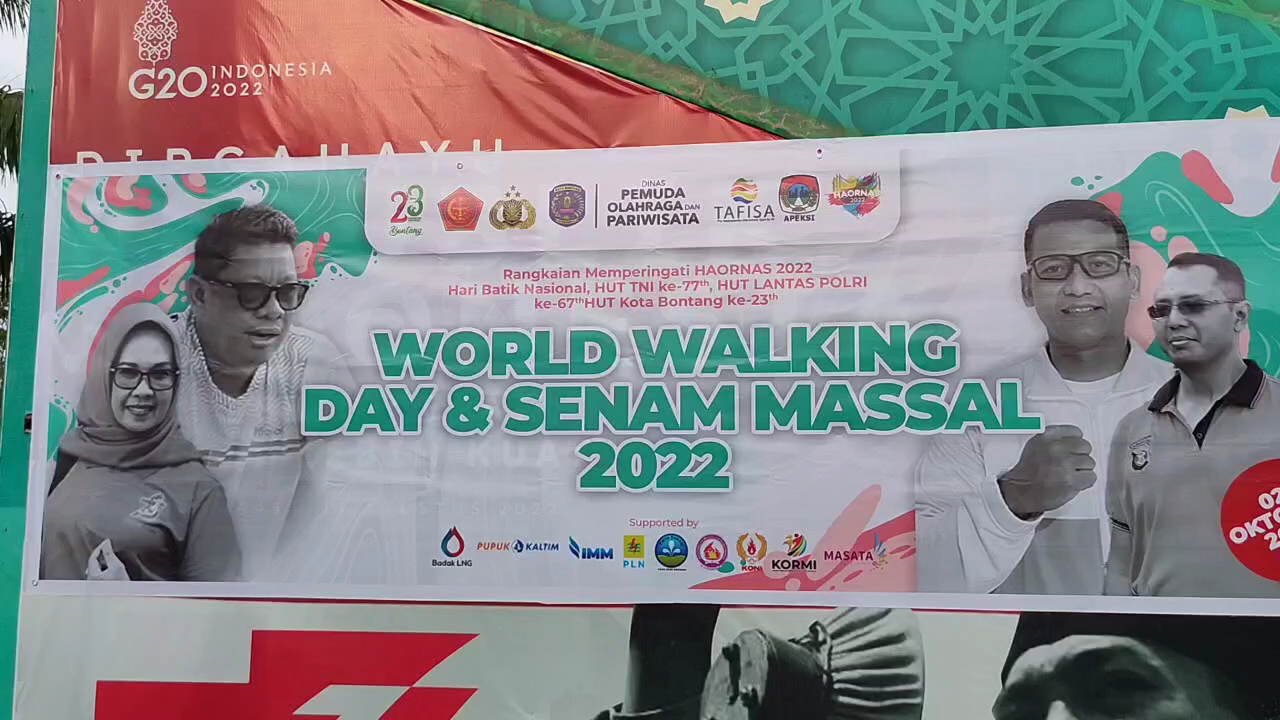 G20 INDONESIA
2022
DIRGAHAYU
23
Bontang
DINAS
PEMUDA
OLAHRAGA DAN
PARIWISATA
TAFISA
APEKSI
HAORNAS
2022
Rangkaian Memperingati HAORNAS 2022
Hari Batik Nasional, HUT TNI ke-77th, HUT LANTAS POLRI
ke-67th HUT Kota Bontang ke-23th
WORLD WALKING
DAY & SENAM MASSAL
2022
02
OKTO
Supported by
Badak LNG
PUPUK KALTIM
IMM
PLN
KONI
KORMI
MASATA